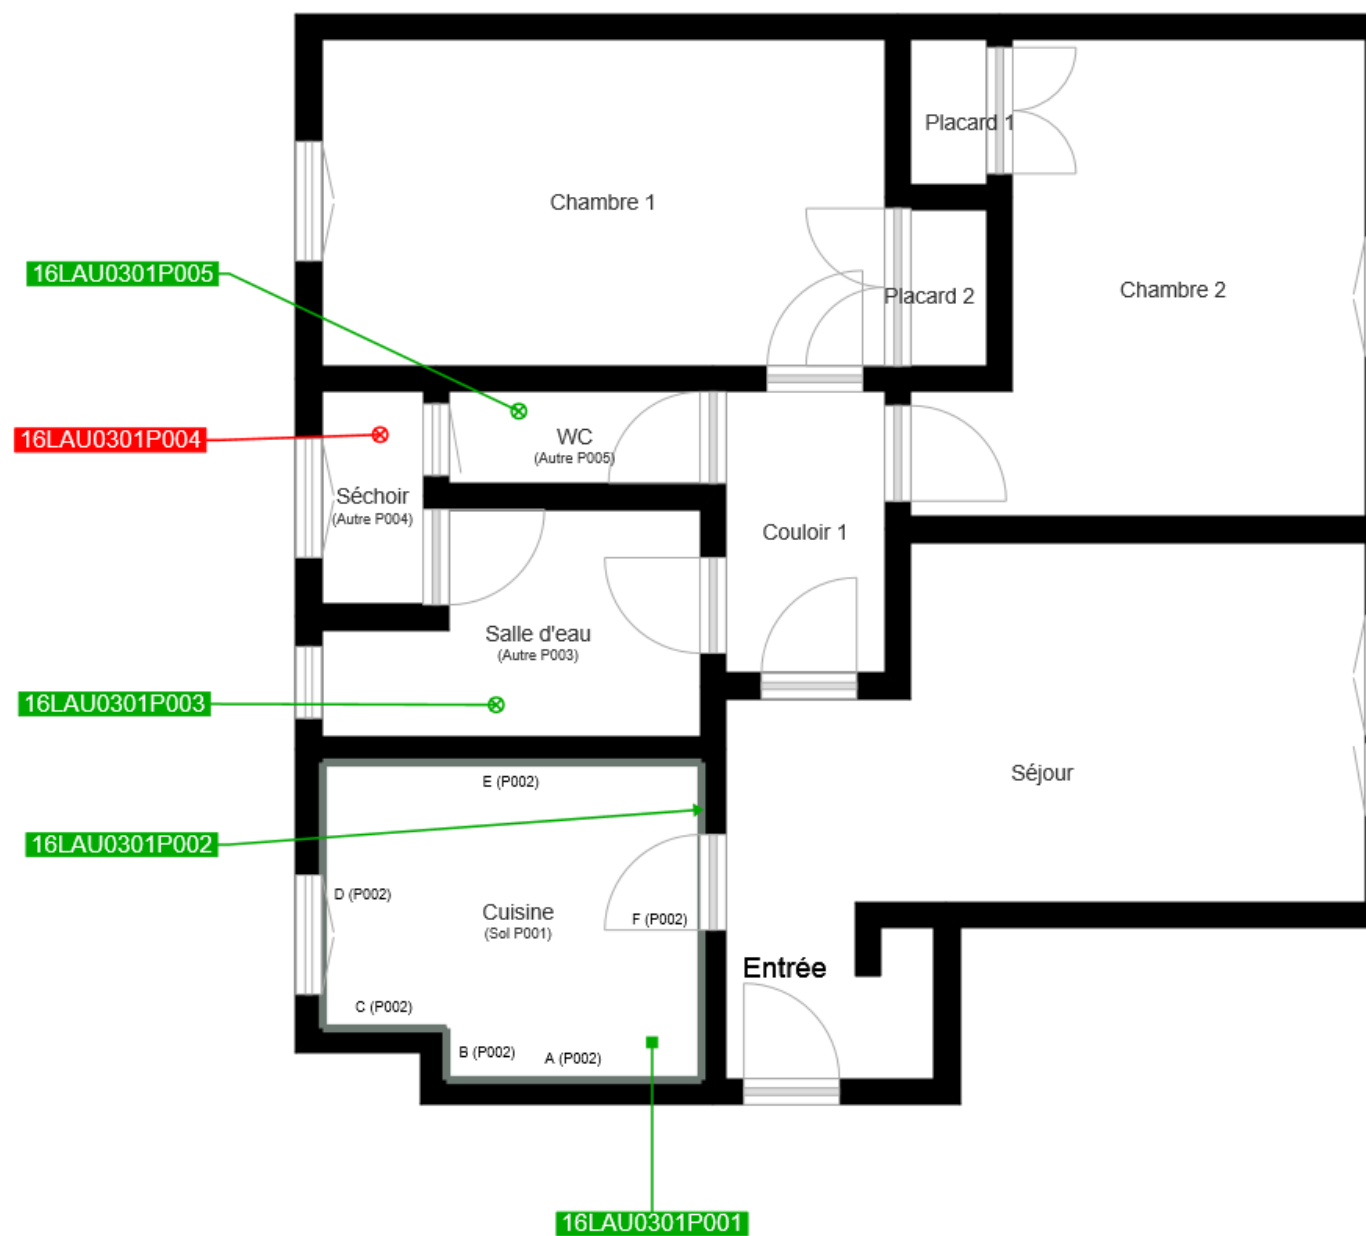 Placard 1
Chambre 1
16LAU0301P005
Chambre 2
Placard 2
16LAU0301P004
WC
(Autre P005)
Séchoir
(Autre P004)
Couloir 1
Salle d'eau
(Autre P003)
16LAU0301P003
Séjour
E (P002)
16LAU0301P002
D (P002)
Cuisine
(Sol P001)
F (P002)
Entrée
C (P002)
B (P002)
A (P002)
16LAU0301P001